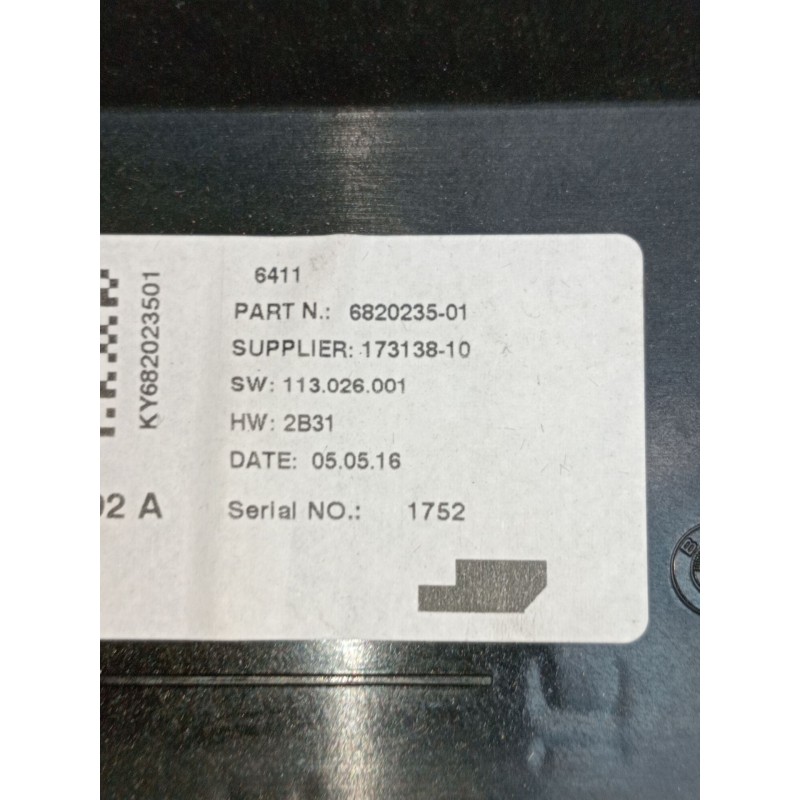 6411
PART N.: 6820235-01
SUPPLIER: 173138-10
SW: 113.026.001
HW: 2B31
DATE: 05.05.16
Serial NO.: 1752
KY682023501
02 A
B